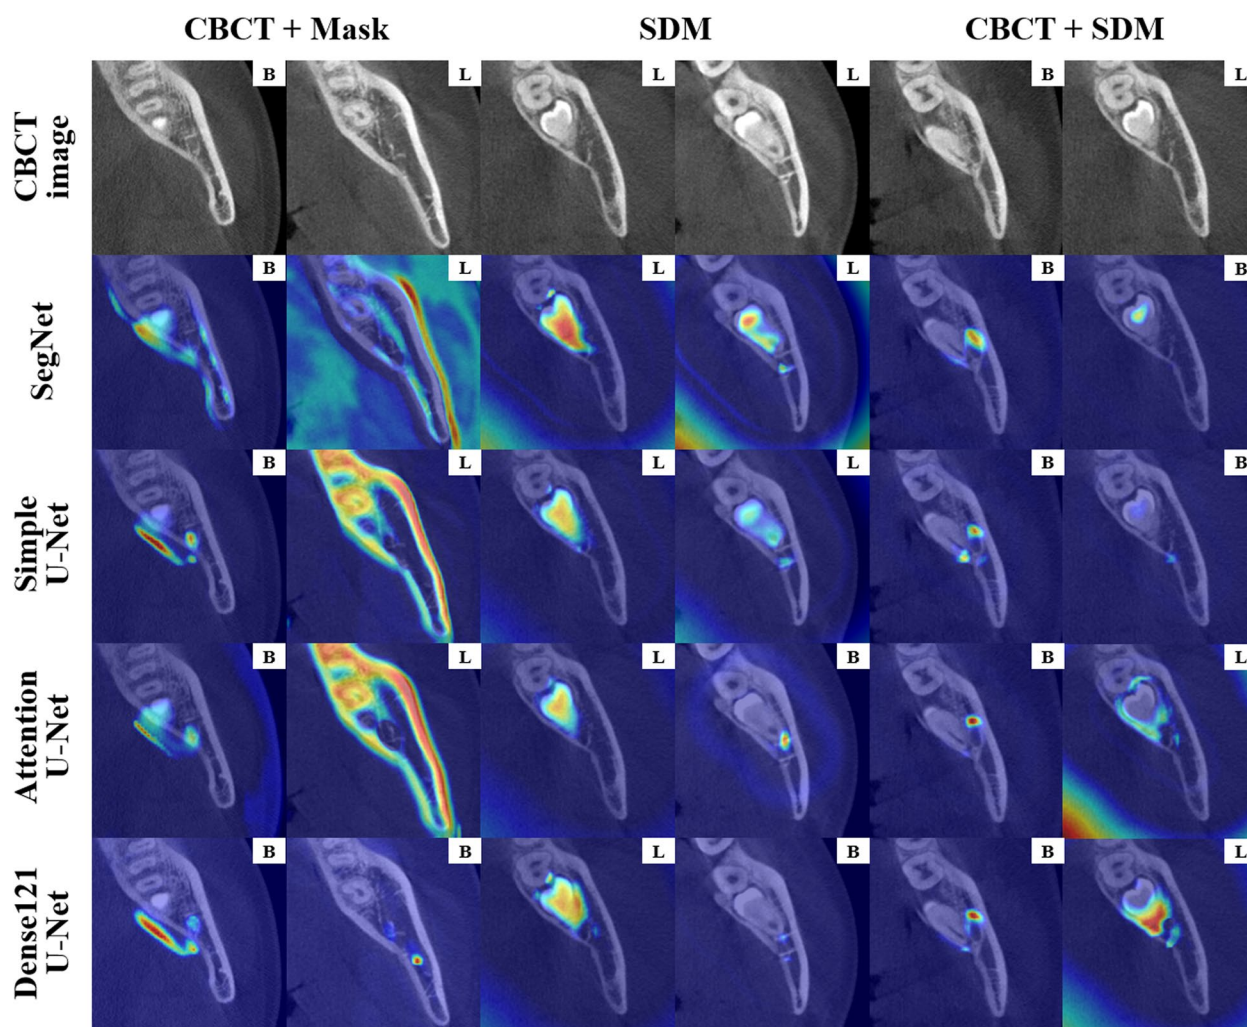 CBCT + Mask SDM CBCT + SDM
CBCT
image
B L L L B L
SegNet
B L L L B B
Simple
U-Net
B L L L B B
Attention
U-Net
B L L B B L
Dense121
U-Net
B B L B B L